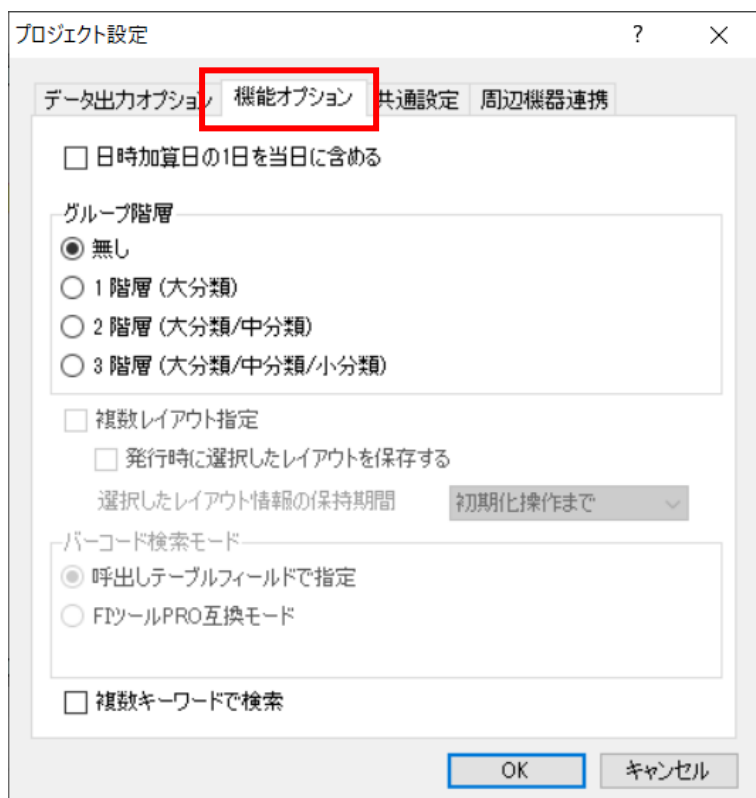 プロジェクト設定
?
データ出力オプション 機能オプション 共通設定 周辺機器連携
日時加算日の1日を当日に含める
グループ階層
無し
1 階層 (大分類)
2 階層 (大分類/中分類)
3 階層 (大分類/中分類/小分類)
複数レイアウト指定
発行時に選択したレイアウトを保存する
選択したレイアウト情報の保持期間 初期化操作まで
バーコード検索モード
呼出しテーブルフィールドで指定
FIツールPRO互換モード
複数キーワードで検索
OK キャンセル